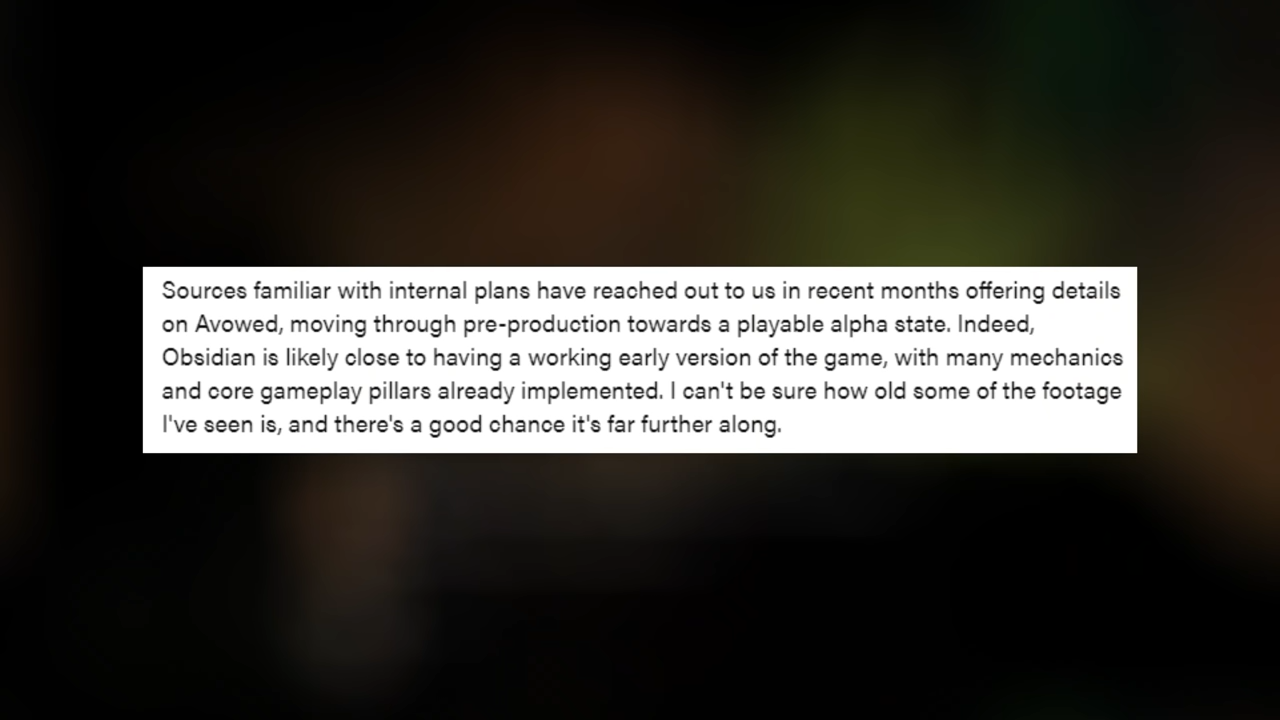 Sources familiar with internal plans have reached out to us in recent months offering details
on Avowed, moving through pre-production towards a playable alpha state. Indeed,
Obsidian is likely close to having a working early version of the game, with many mechanics
and core gameplay pillars already implemented. I can't be sure how old some of the footage
I've seen is, and there's a good chance it's far further along.